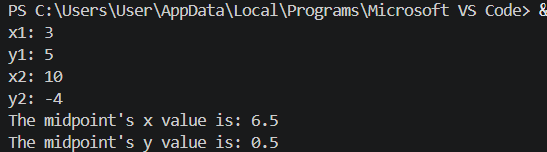 PS C:\Users\User\AppData\Local\Programs\Microsoft VS Code> &
x1: 3
y1: 5
x2: 10
y2: -4
The midpoint's x value is: 6.5
The midpoint's y value is: 0.5